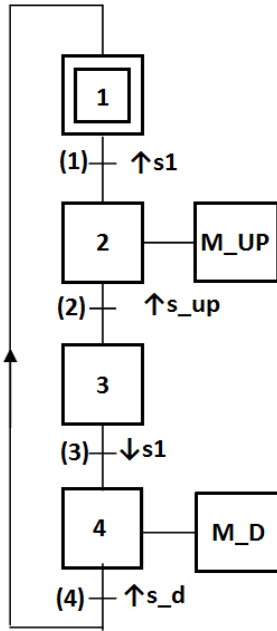 1
(1) ↑s1
2 M_UP
(2) ↑s_up
3
(3) ↓s1
4 M_D
(4) ↑s_d